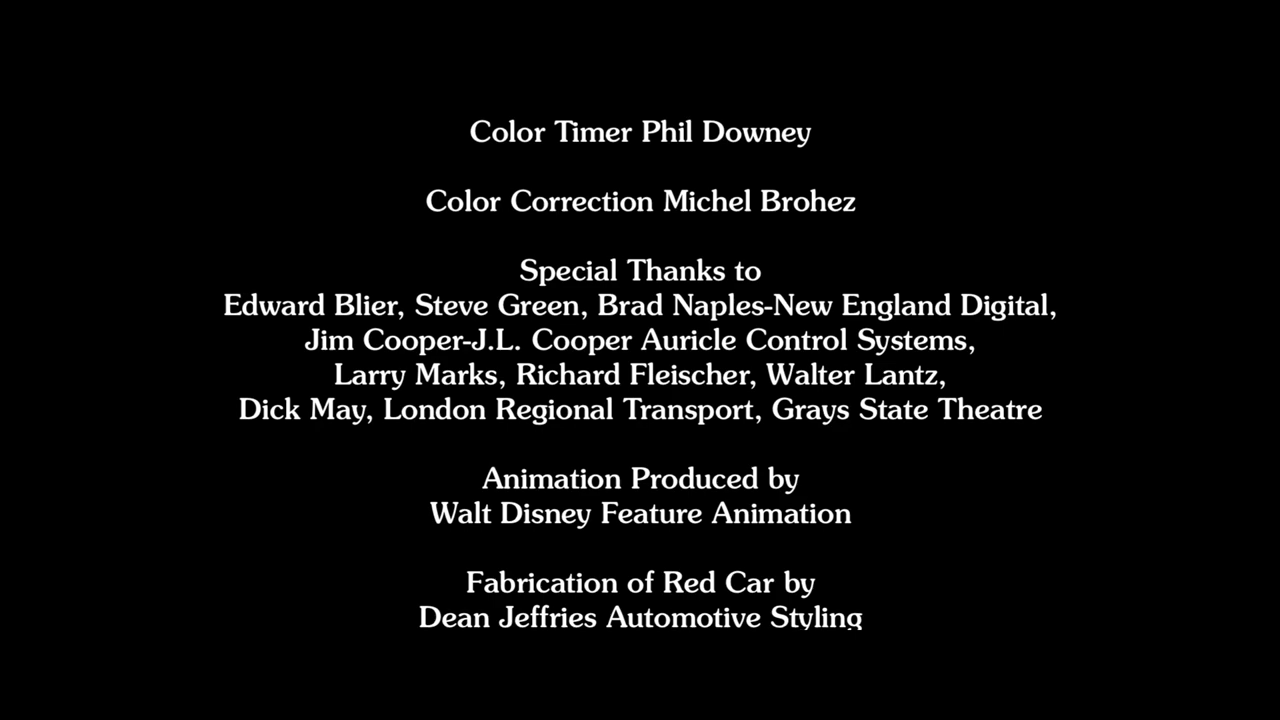 Color Timer Phil Downey
Color Correction Michel Brohez
Special Thanks to
Edward Blier, Steve Green, Brad Naples-New England Digital,
Jim Cooper-J.L. Cooper Auricle Control Systems,
Larry Marks, Richard Fleischer, Walter Lantz,
Dick May, London Regional Transport, Grays State Theatre
Animation Produced by
Walt Disney Feature Animation
Fabrication of Red Car by
Dean Jeffries Automotive Styling